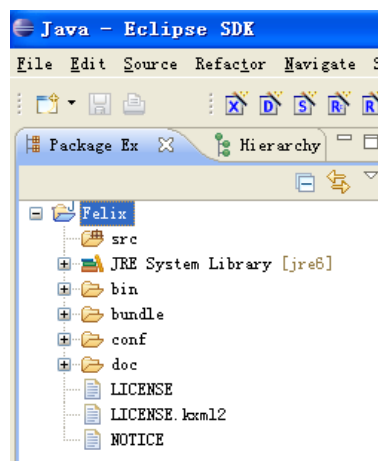 Java - Eclipse SDK
File Edit Source Refactor Navigate S
X D S R R
Package Ex Hierarchy
Felix
src
JRE System Library [jre6]
bin
bundle
conf
doc
LICENSE
LICENSE.kxml2
NOTICE